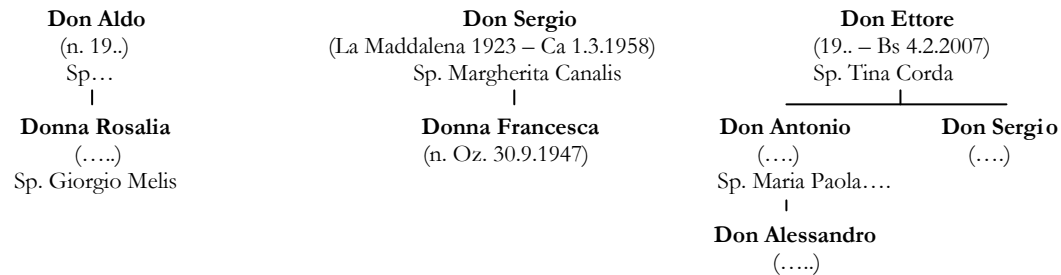 Don Aldo Don Sergio Don Ettore
(n. 19..) (La Maddalena 1923 – Ca 1.3.1958) (19.. – Bs 4.2.2007)
Sp… Sp. Margherita Canalis Sp. Tina Corda
Donna Rosalia Donna Francesca Don Antonio Don Sergio
(…..) (n. Oz. 30.9.1947) (….) (….)
Sp. Giorgio Melis Sp. Maria Paola….
Don Alessandro
(…..)